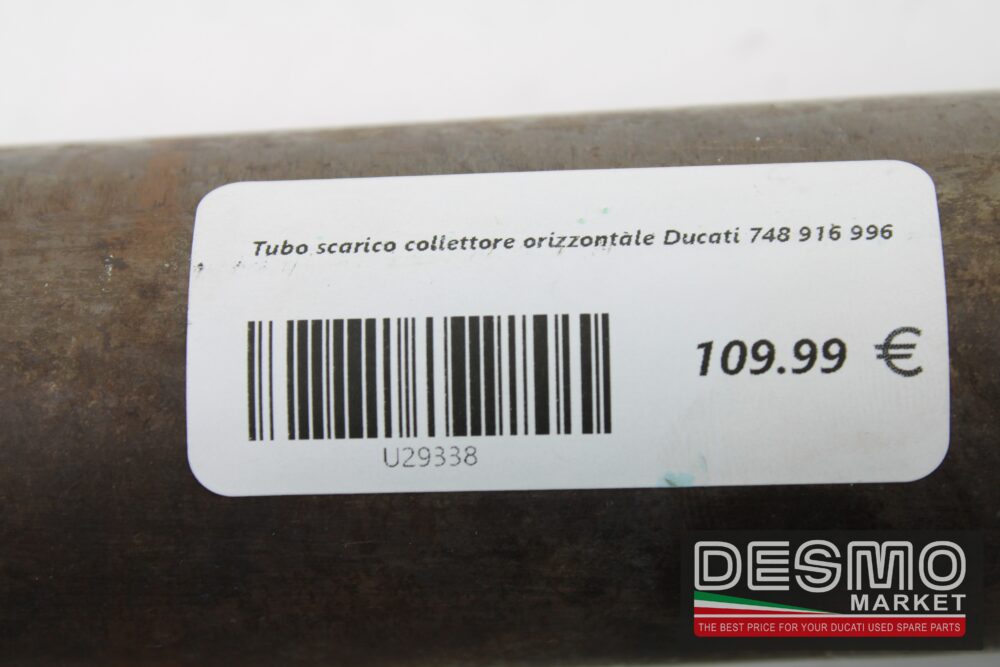 Tubo scarico collettore orizzontale Ducati 748 916 996
109.99 €
U29338
DESMO
MARKET
THE BEST PRICE FOR YOUR DUCATI USED SPARE PARTS